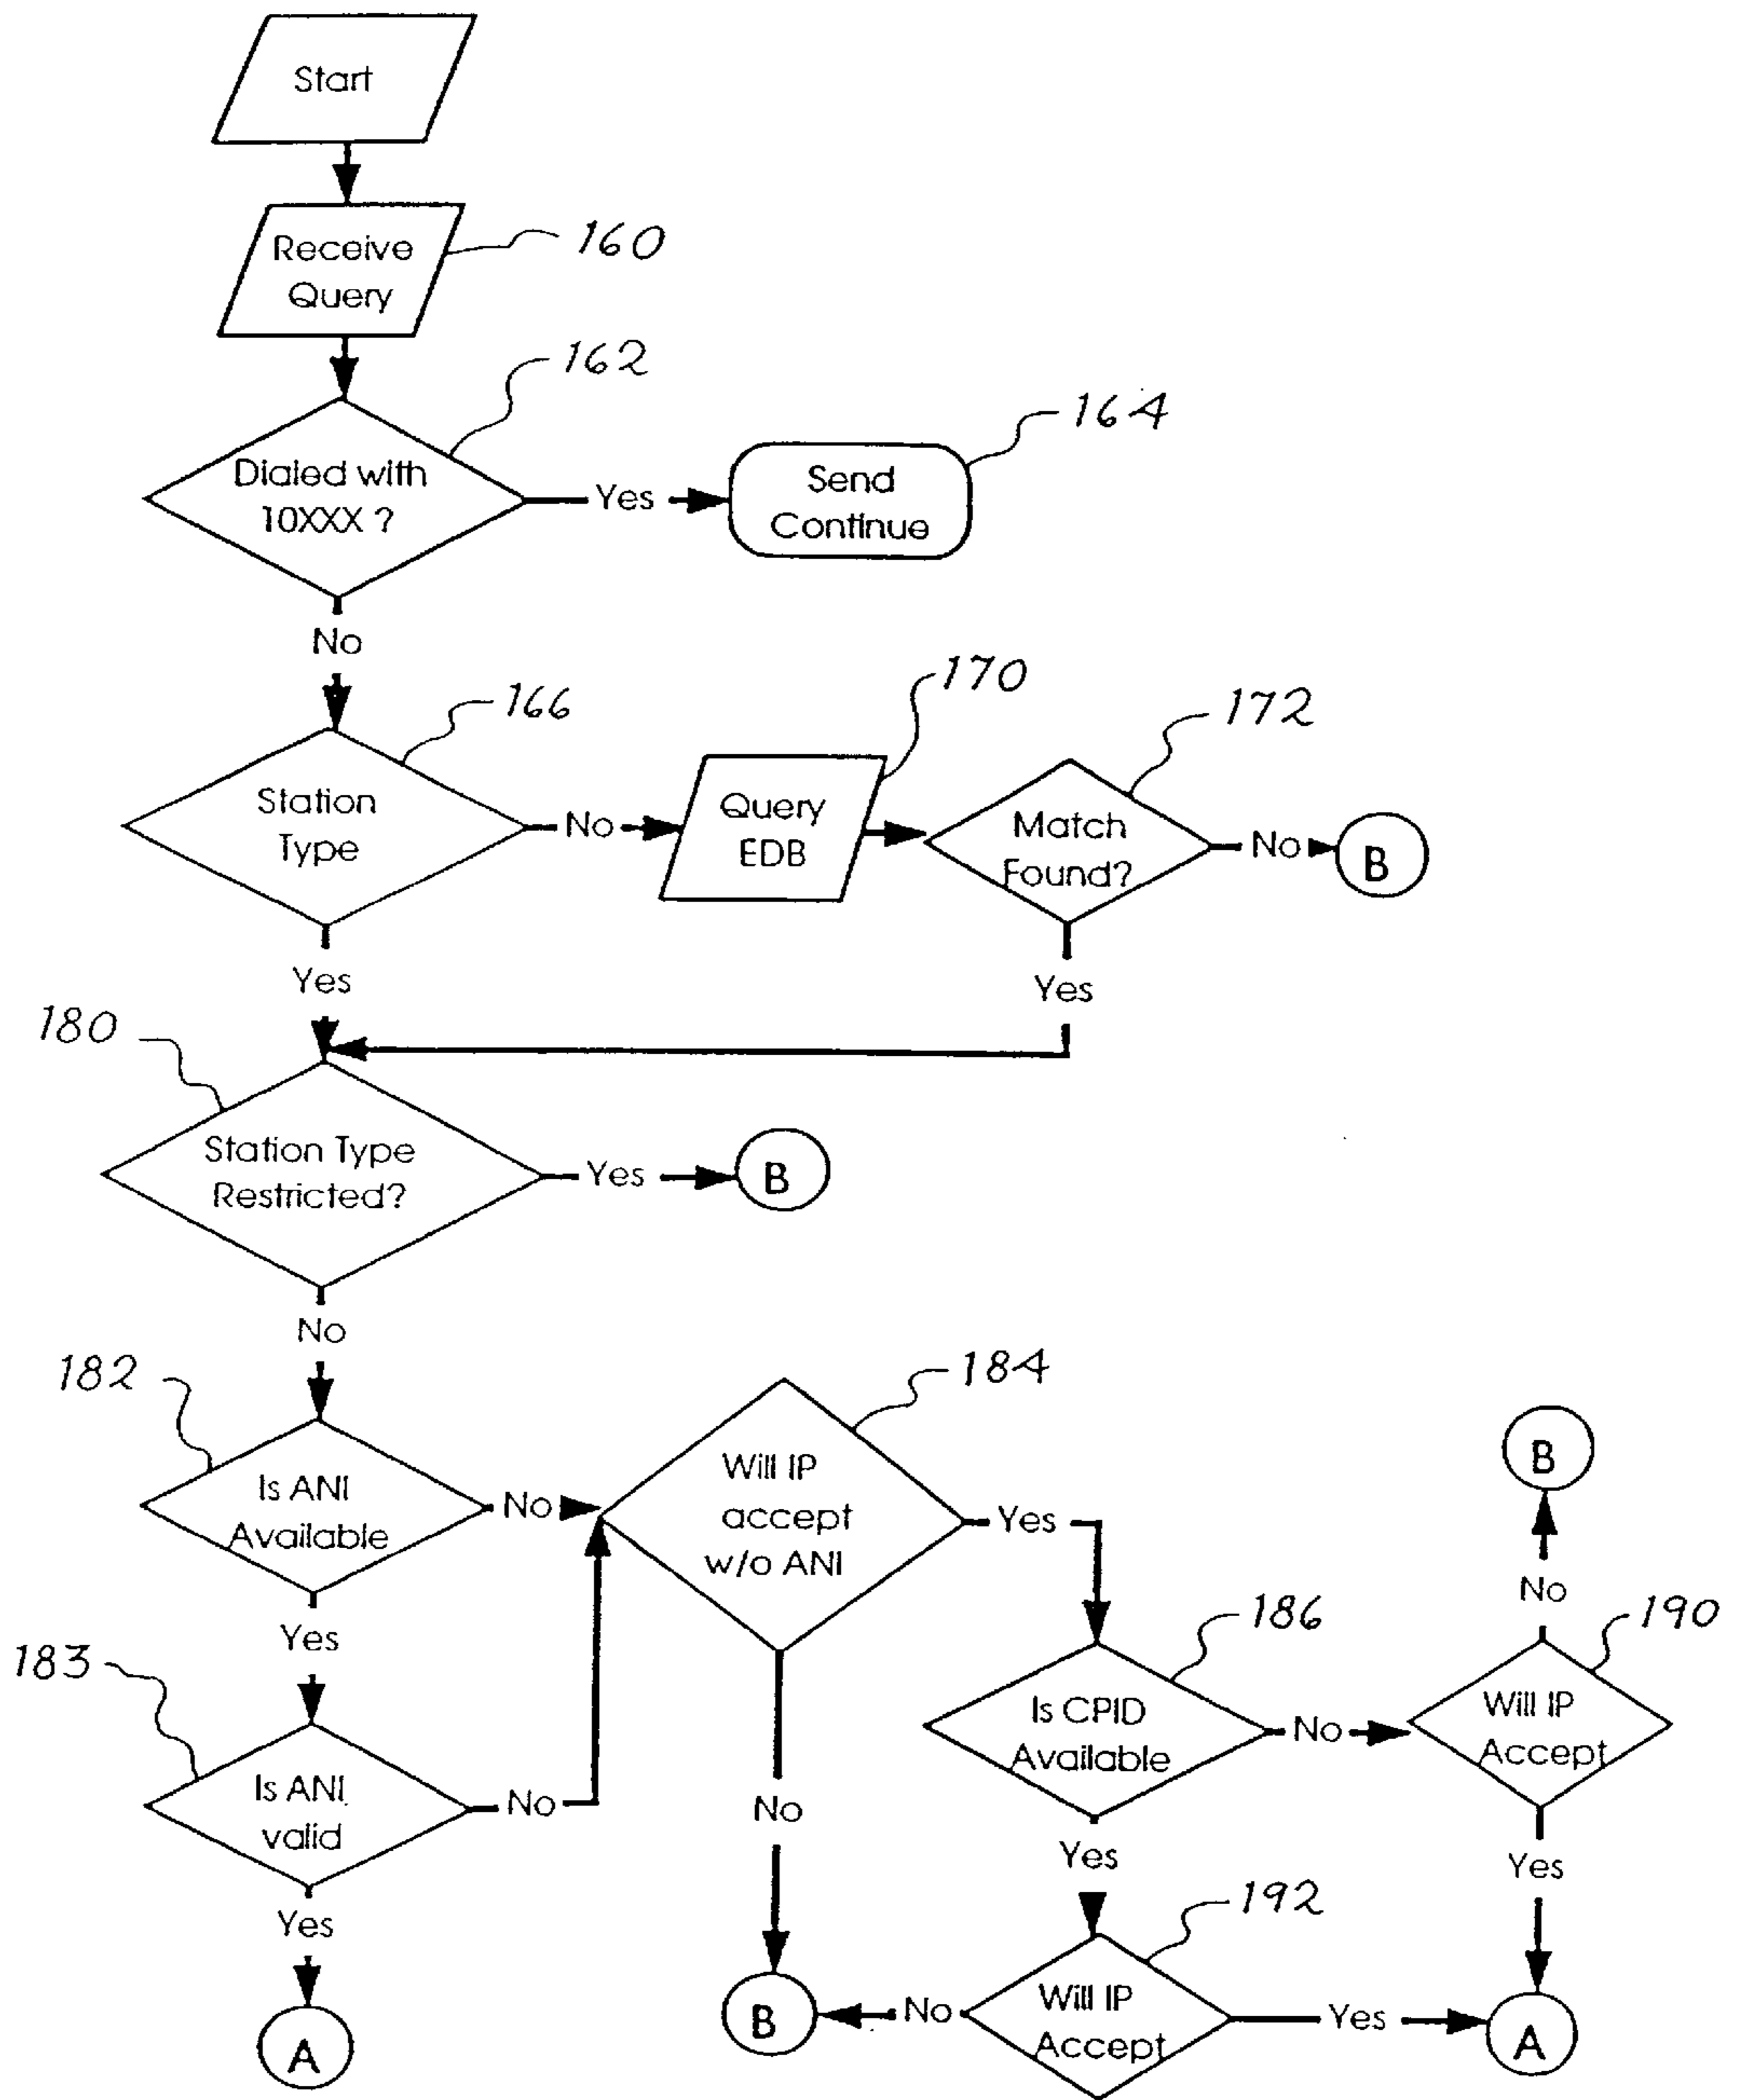 Start
Receive
Query
160
162
Dialed with
10XXX ?
Yes
Send
Continue
164
No
166
Station
Type
No
170
Query
EDB
172
Match
Found?
No
B
Yes
Yes
180
Station Type
Restricted?
Yes
B
No
182
Is ANI
Available
No
184
Will IP
accept
w/o ANI
Yes
B
No
186
Is CPID
Available
No
190
Will IP
Accept
Yes
183
Is ANI
valid
No
No
Yes
Yes
Yes
A
B
No
192
Will IP
Accept
Yes
A